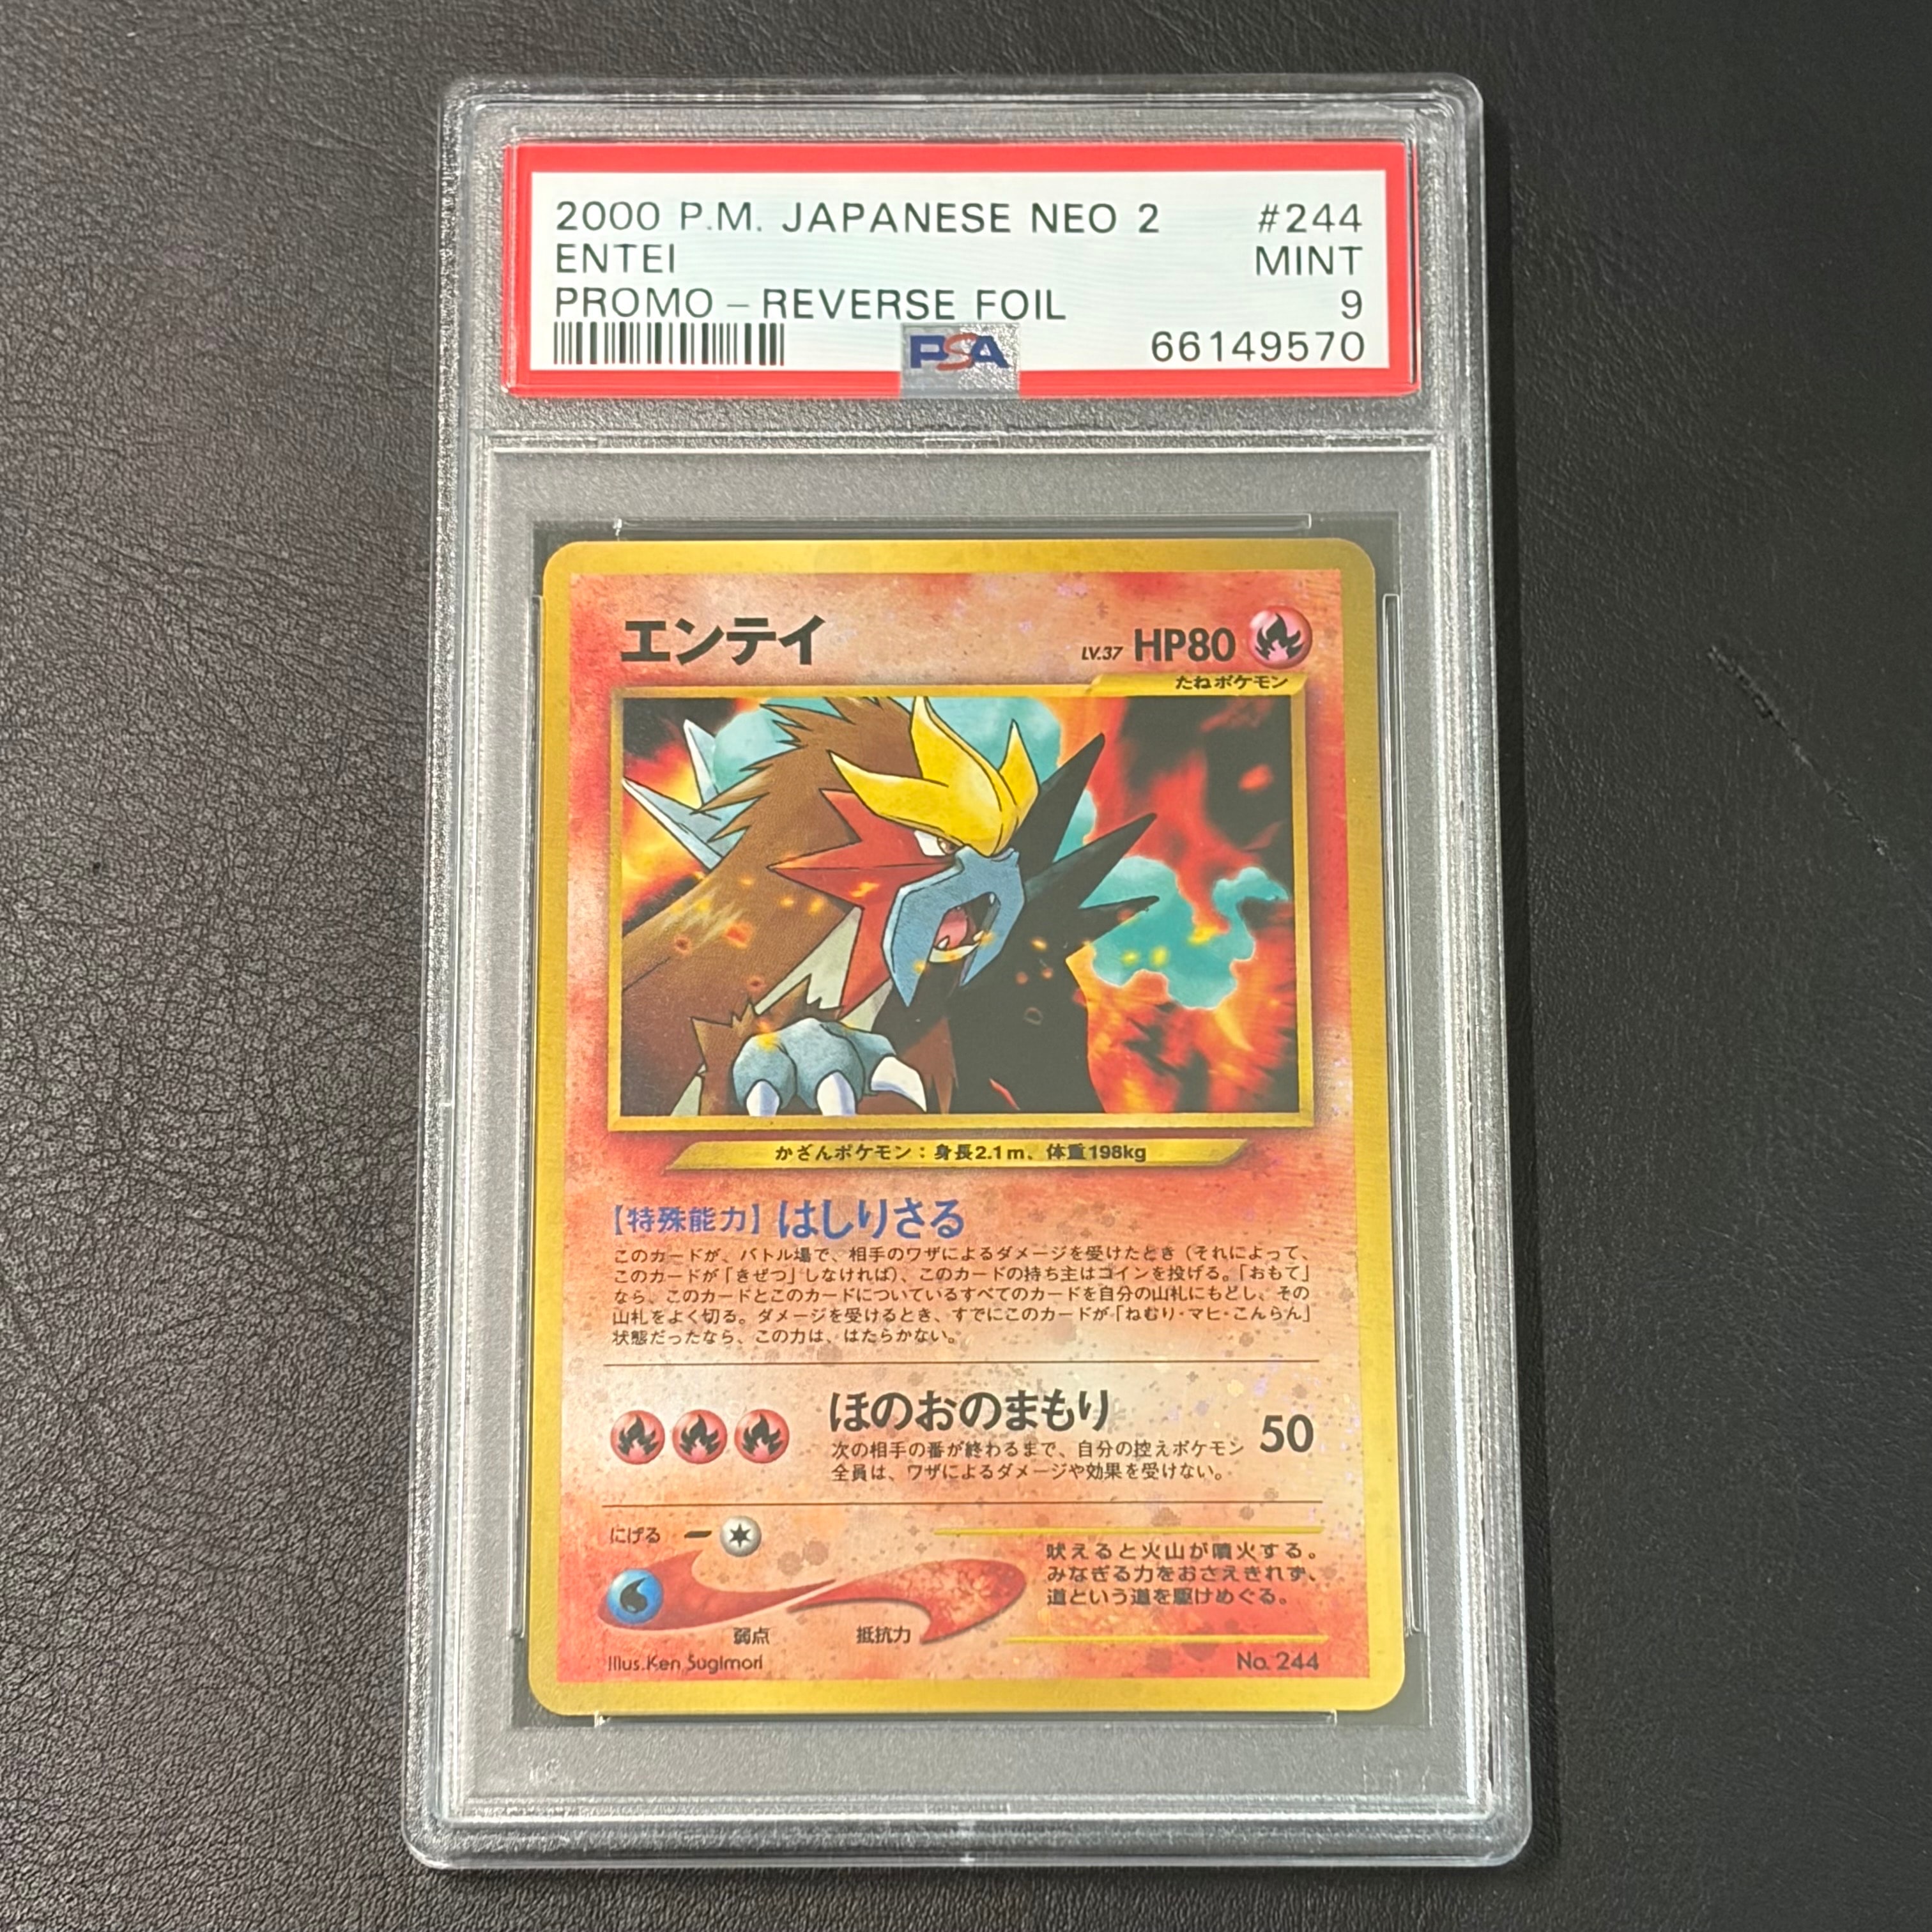 2000 P.M. JAPANESE NEO 2 #244
ENTEI MINT
PROMO – REVERSE FOIL 9
PSA 66149570
エンテイ LV.37 HP80
たねポケモン
かざんポケモン：身長2.1m、体重198kg
【特殊能力】はしりさる
このカードが、バトル場で、相手のワザによるダメージを受けたとき（それによって、
このカードが「きぜつ」しなければ）、このカードの持ち主はコインを投げる。「おもて」
なら、このカードとこのカードについているすべてのカードを自分の山札にもどし、その
山札をよく切る。ダメージを受けるとき、すでにこのカードが「ねむり・マヒ・こんらん」
状態だったなら、この力は、はたらかない。
ほのおのまもり 50
次の相手の番が終わるまで、自分の控えポケモン
全員は、ワザによるダメージや効果を受けない。
にげる
吠えると火山が噴火する。
みなぎる力をおさえきれず、
道という道を駆けめぐる。
弱点 抵抗力
Illus.Ken Sugimori No. 244